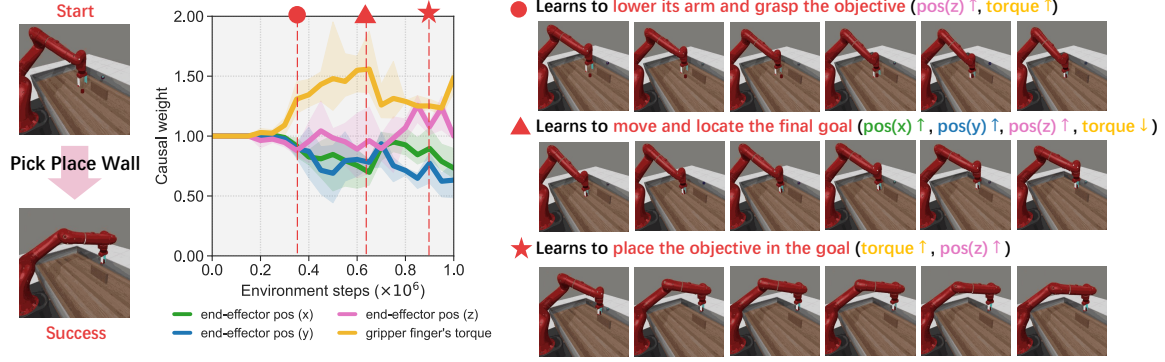 Start
Pick Place Wall
Success
Causal weight
2.00
1.50
1.00
0.50
0.00
0.0 0.2 0.4 0.6 0.8 1.0
Environment steps (×10⁶)
end-effector pos (x)
end-effector pos (y)
end-effector pos (z)
gripper finger's torque
Learns to lower its arm and grasp the objective (pos(z) ↑, torque ↑)
Learns to move and locate the final goal (pos(x) ↑, pos(y) ↑, pos(z) ↑, torque ↓)
Learns to place the objective in the goal (torque ↑, pos(z) ↑)